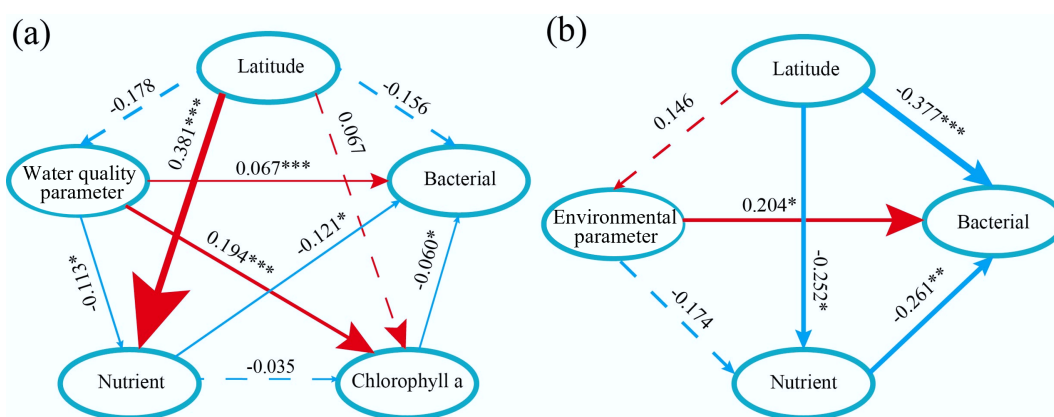 (a)
Latitude
-0.178
-0.156
0.381***
0.067
Water quality
parameter
0.067***
Bacterial
-0.121*
0.194***
-0.060*
-0.113*
Nutrient
-0.035
Chlorophyll a
(b)
Latitude
0.146
-0.377***
Environmental
parameter
0.204*
Bacterial
-0.252*
-0.174
-0.261**
Nutrient